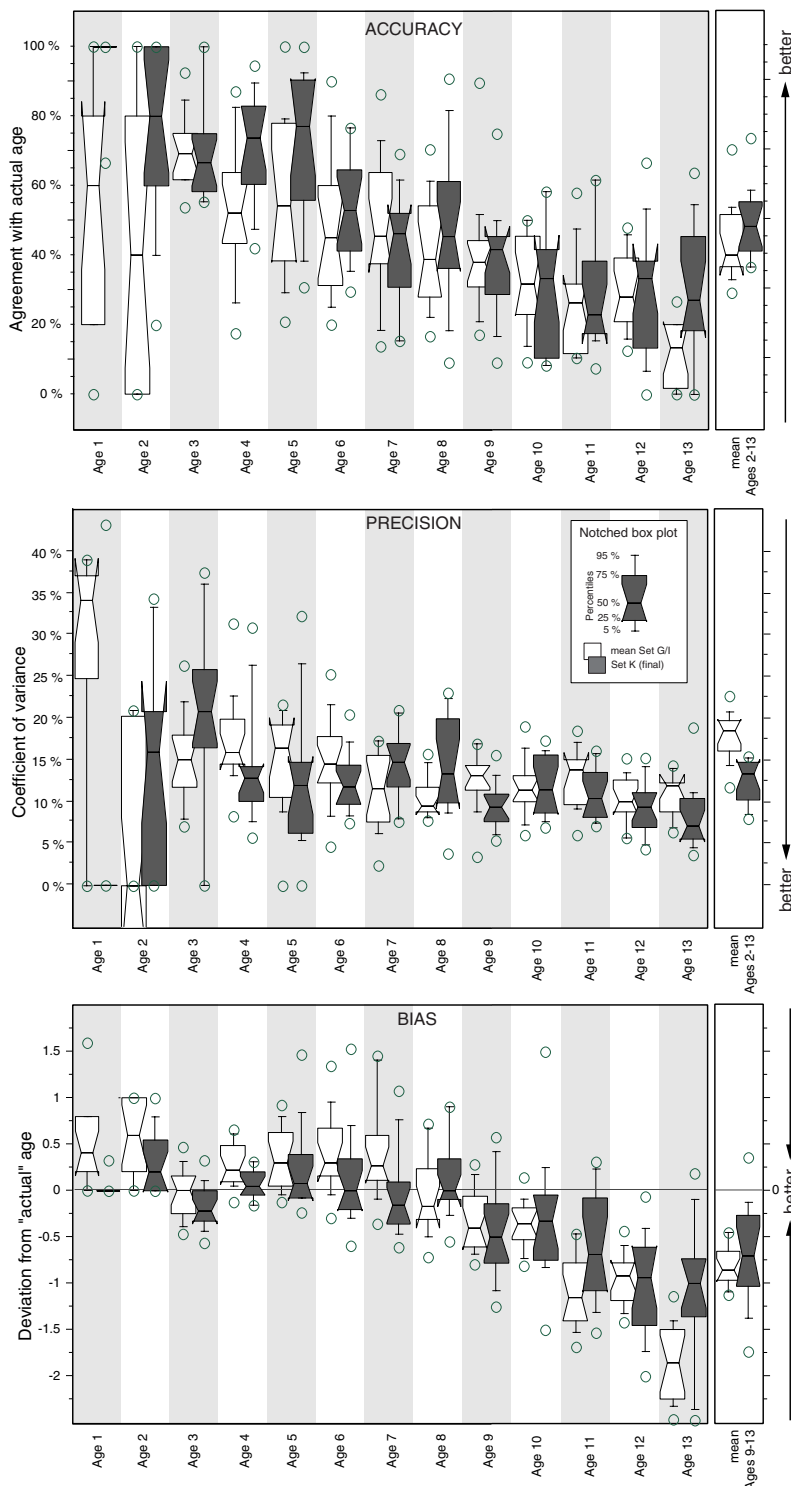 ACCURACY
better
Agreement with actual age
100 %
80 %
60 %
40 %
20 %
0 %
Age 1
Age 2
Age 3
Age 4
Age 5
Age 6
Age 7
Age 8
Age 9
Age 10
Age 11
Age 12
Age 13
mean
Ages 2-13
PRECISION
Coefficient of variance
40 %
35 %
30 %
25 %
20 %
15 %
10 %
5 %
0 %
Notched box plot
Percentiles
95 %
75 %
50 %
25 %
5 %
mean Set G/I
Set K (final)
better
Age 1
Age 2
Age 3
Age 4
Age 5
Age 6
Age 7
Age 8
Age 9
Age 10
Age 11
Age 12
Age 13
mean
Ages 2-13
BIAS
Deviation from "actual" age
1.5
1
0.5
0
-0.5
-1
-1.5
-2
0
better
Age 1
Age 2
Age 3
Age 4
Age 5
Age 6
Age 7
Age 8
Age 9
Age 10
Age 11
Age 12
Age 13
mean
Ages 9-13